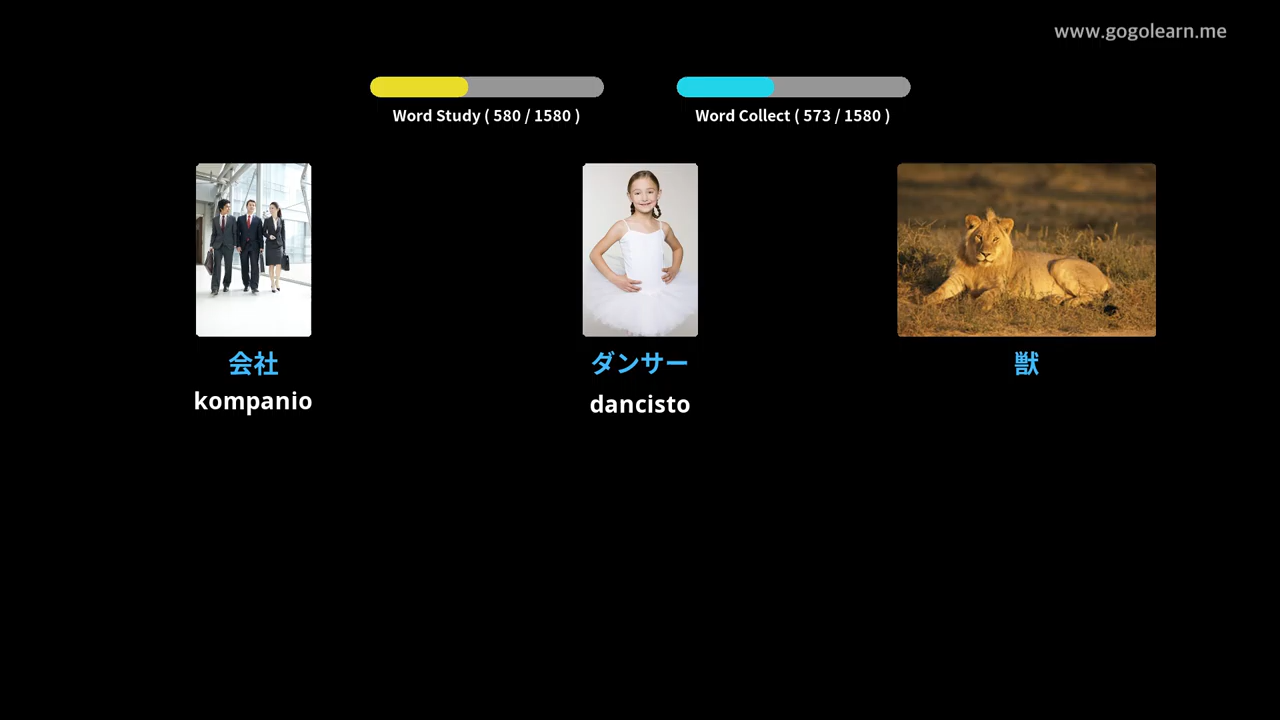 www.gogolearn.me
Word Study ( 580 / 1580 )
Word Collect ( 573 / 1580 )
会社
kompanio
ダンサー
dancisto
獣